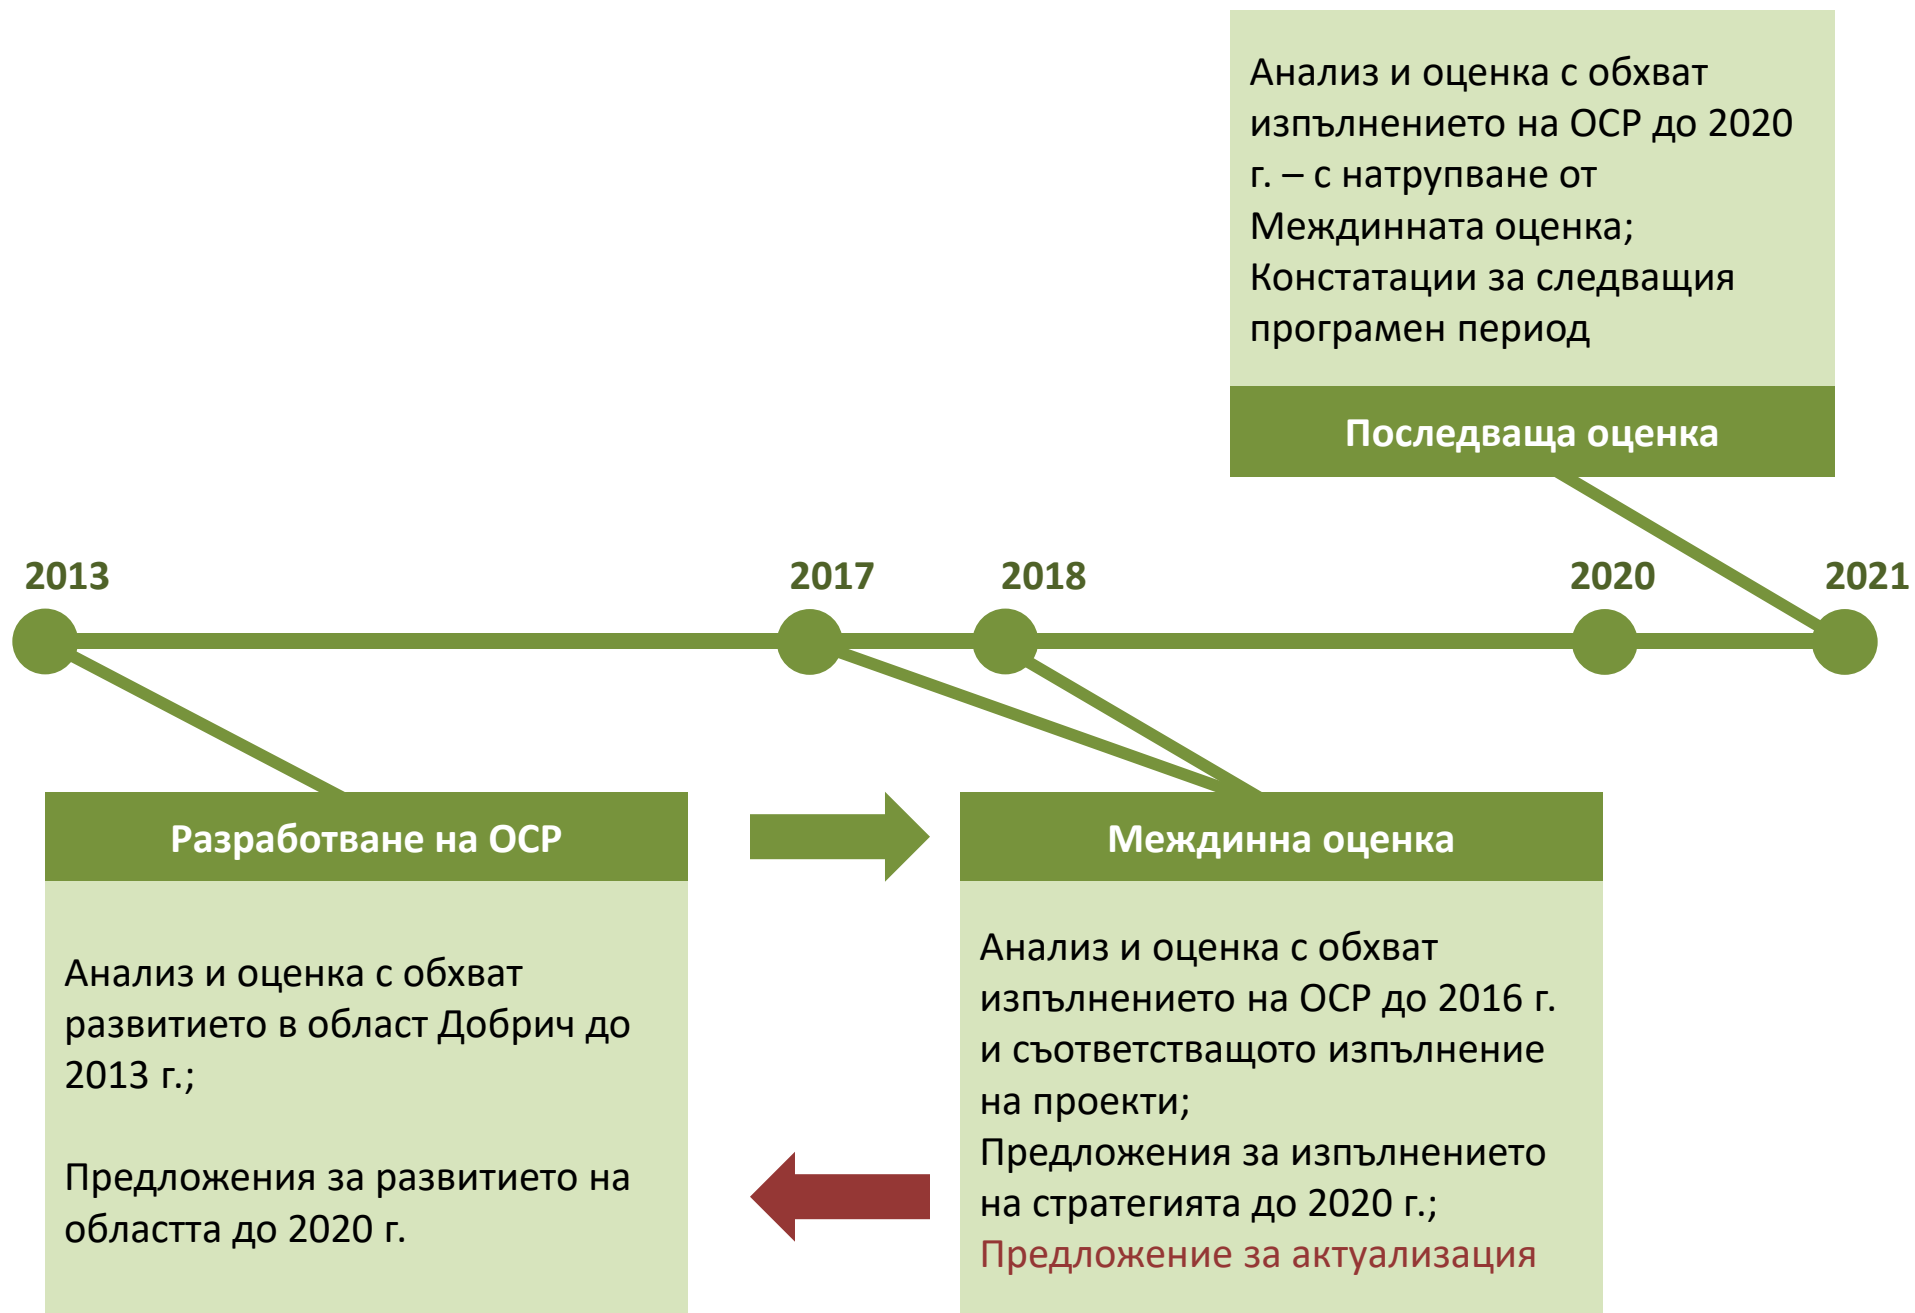 Анализ и оценка с обхват
изпълнението на ОСР до 2020
г. – с натрупване от
Междинната оценка;
Констатации за следващия
програмен период
Последваща оценка
2013
2017
2018
2020
2021
Разработване на ОСР
Анализ и оценка с обхват
развитието в област Добрич до
2013 г.;
Предложения за развитието на
областта до 2020 г.
Междинна оценка
Анализ и оценка с обхват
изпълнението на ОСР до 2016 г.
и съответстващото изпълнение
на проекти;
Предложения за изпълнението
на стратегията до 2020 г.;
Предложение за актуализация